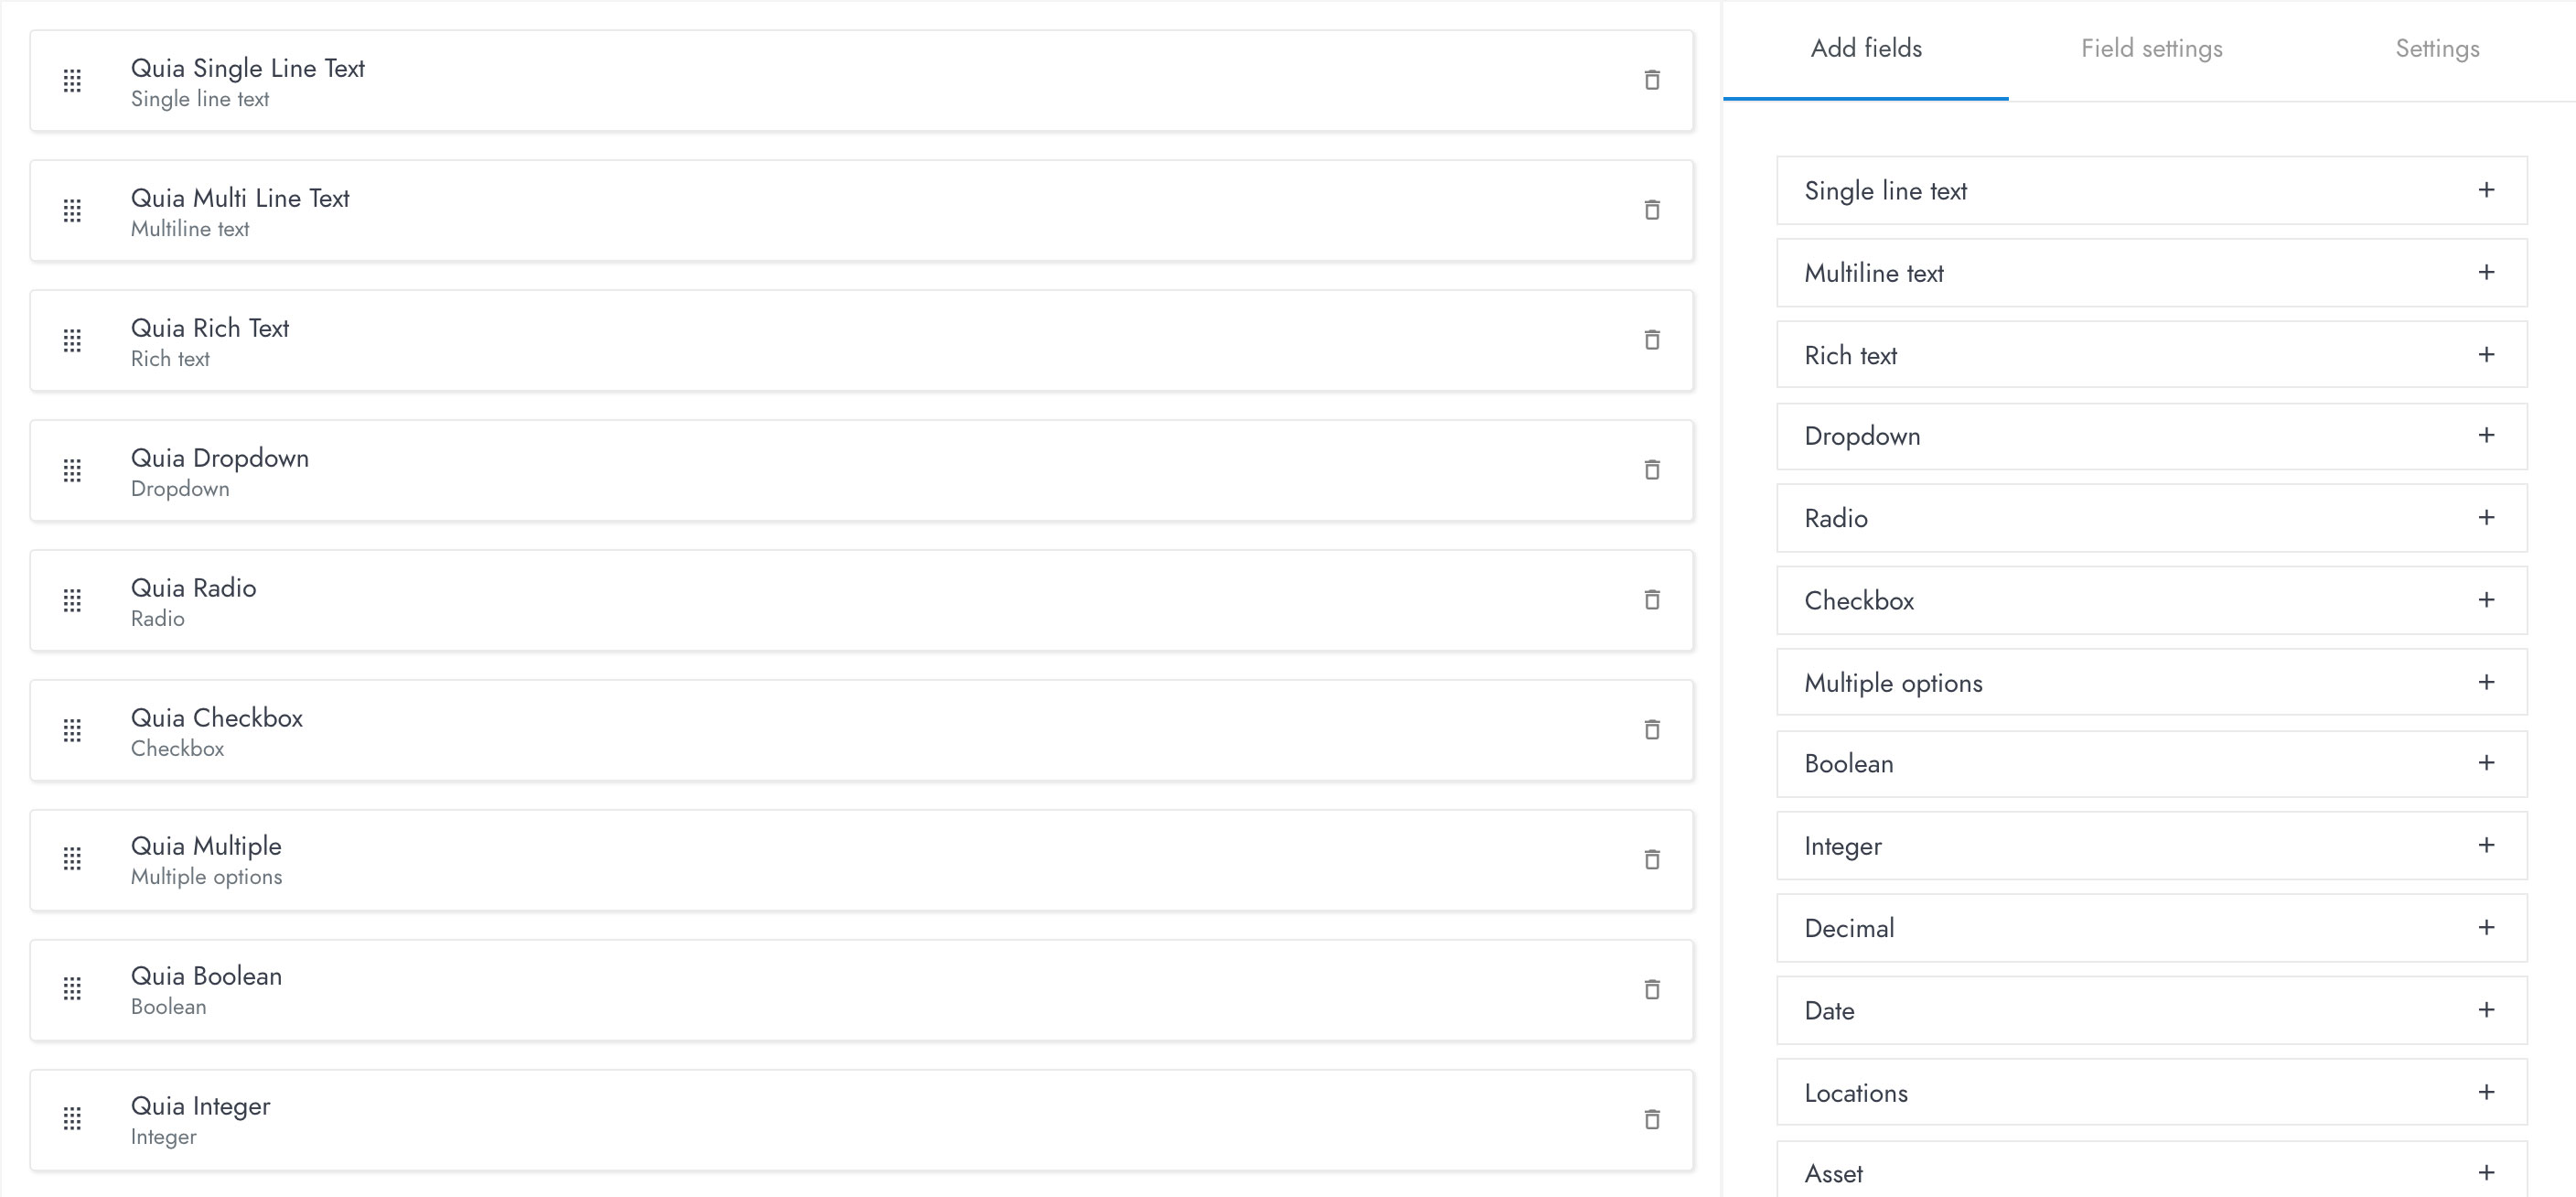 Quia Single Line Text
Single line text
Quia Multi Line Text
Multiline text
Quia Rich Text
Rich text
Quia Dropdown
Dropdown
Quia Radio
Radio
Quia Checkbox
Checkbox
Quia Multiple
Multiple options
Quia Boolean
Boolean
Quia Integer
Integer
Add fields
Field settings
Settings
Single line text
Multiline text
Rich text
Dropdown
Radio
Checkbox
Multiple options
Boolean
Integer
Decimal
Date
Locations
Asset